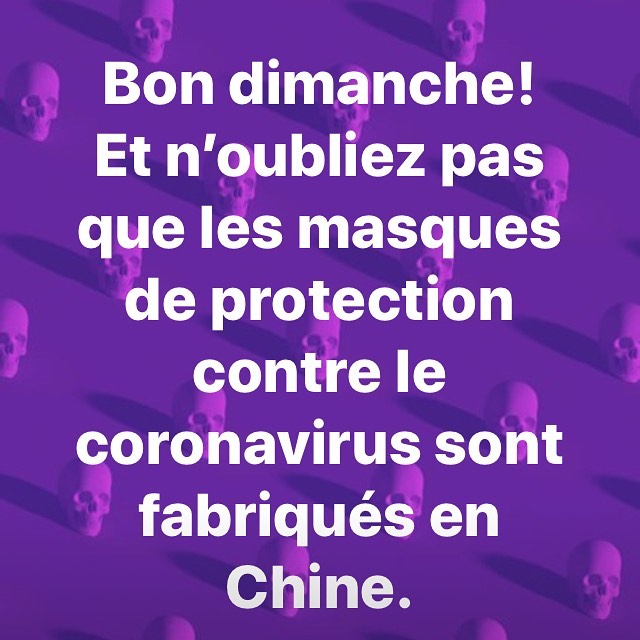 Bon dimanche!
Et n’oubliez pas
que les masques
de protection
contre le
coronavirus sont
fabriqués en
Chine.